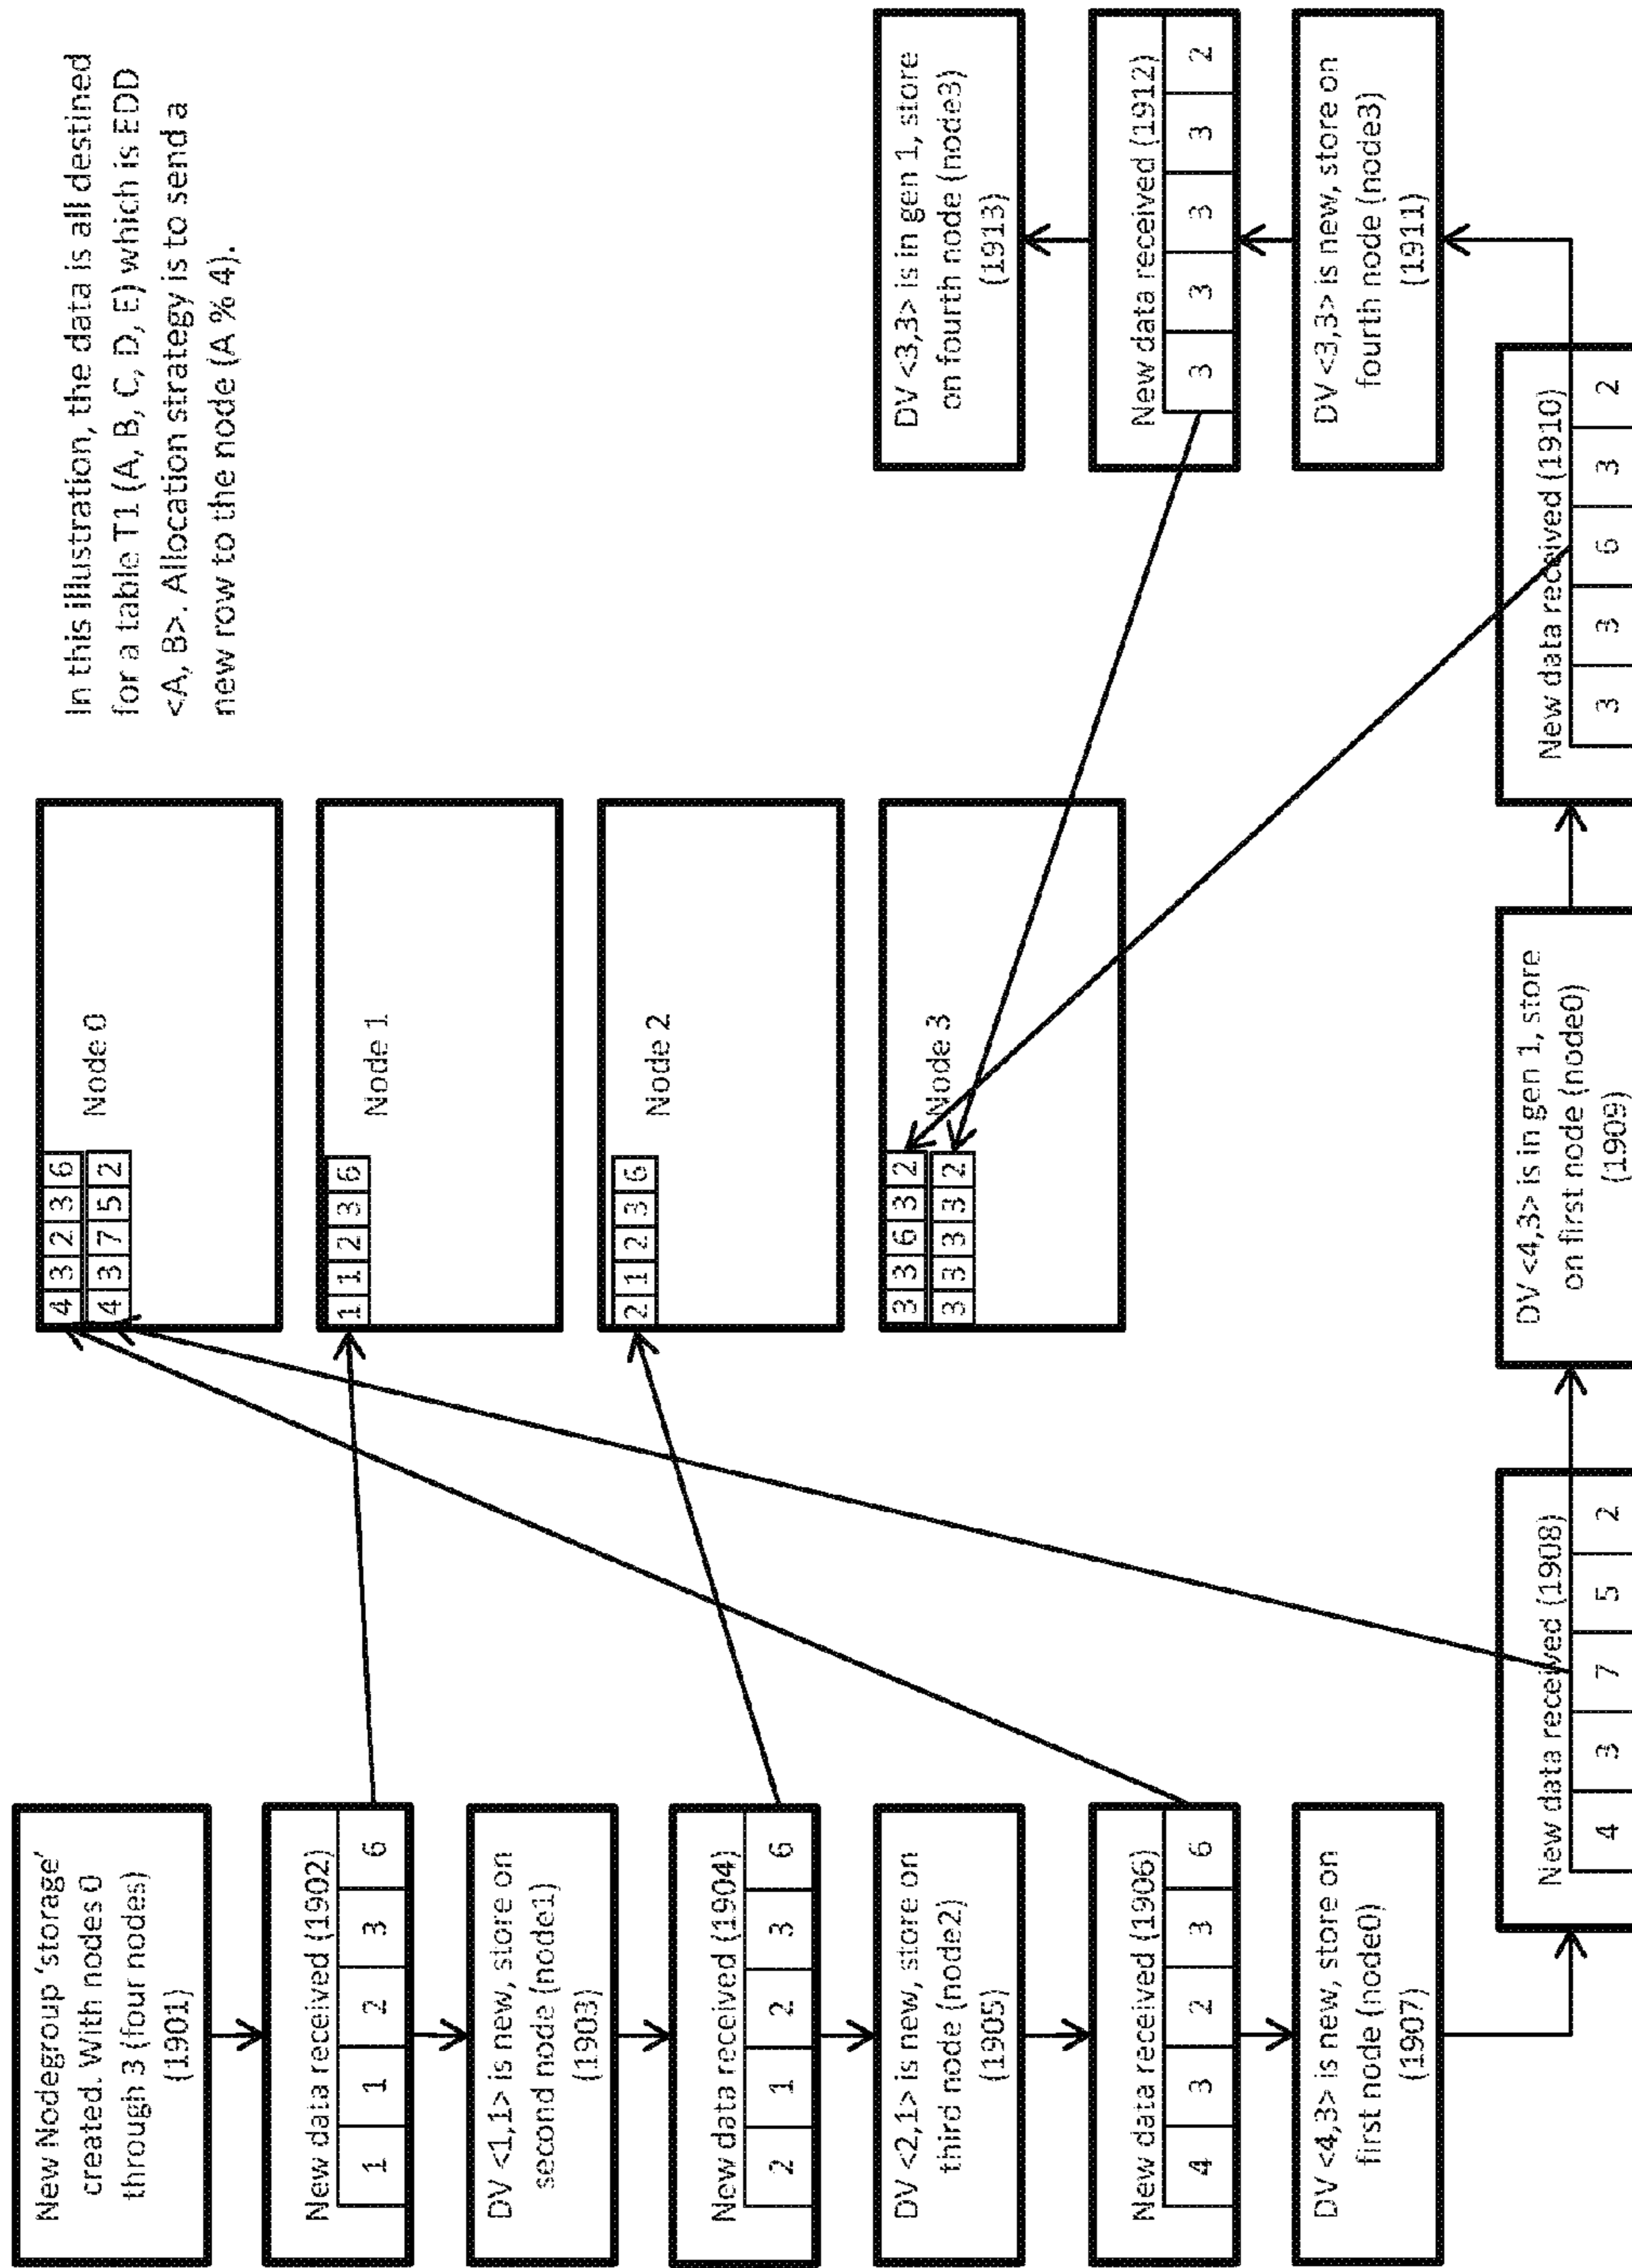 In this illustration, the data is all destined
for a table T1 (A, B, C, D, E) which is EDD
<A, B>. Allocation strategy is to send a
new row to the node (A % 4).
New Nodegroup 'storage'
created. With nodes 0
through 3 (four nodes)
(1901)
New data received (1902)
1 1 2 3 6
DV <1,1> is new, store on
second node (node1)
(1903)
New data received (1904)
2 1 2 3 6
DV <2,1> is new, store on
third node (node2)
(1905)
New data received (1906)
4 3 2 3 6
DV <4,3> is new, store on
first node (node0)
(1907)
New data received (1908)
4 3 7 5 2
DV <4,3> is in gen 1, store
on first node (node0)
(1909)
New data received (1910)
3 3 6 3 2
DV <3,3> is new, store on
fourth node (node3)
(1911)
New data received (1912)
3 3 3 3 2
DV <3,3> is in gen 1, store
on fourth node (node3)
(1913)
4 3 2 3 6
4 3 7 5 2
Node 0
1 1 2 3 6
Node 1
2 1 2 3 6
Node 2
3 3 6 3 2
3 3 3 3 2
Node 3